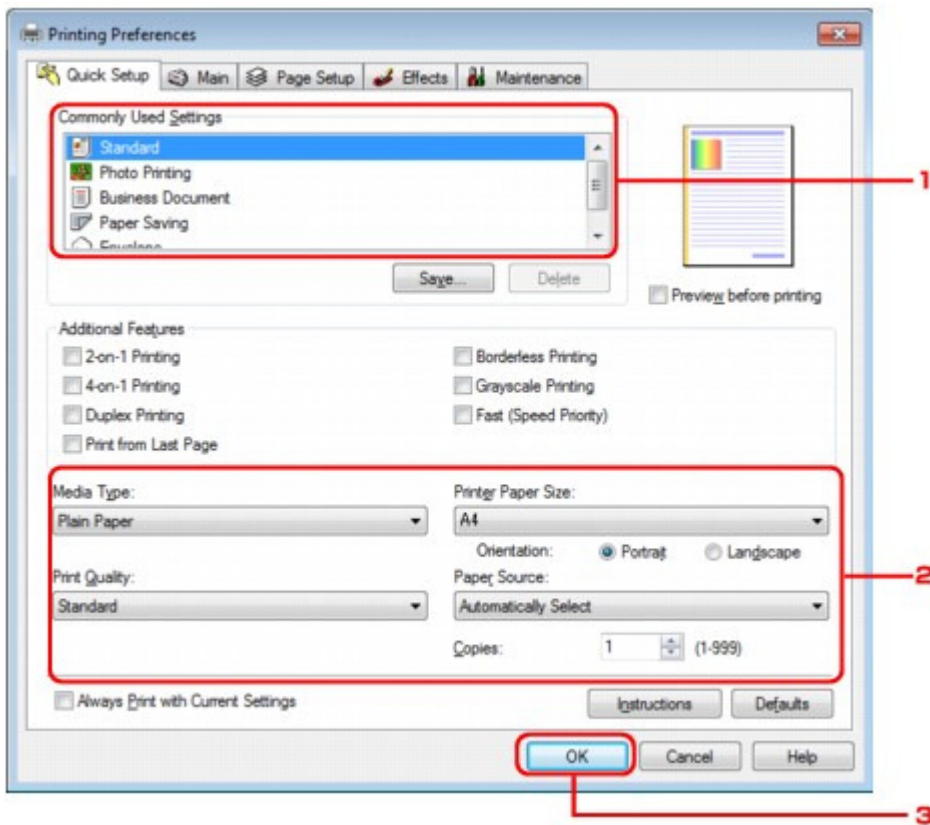 Printing Preferences
Quick Setup Main Page Setup Effects Maintenance
Commonly Used Settings
Standard
Photo Printing
Business Document
Paper Saving
Envelope
1
Save... Delete
Preview before printing
Additional Features
2-on-1 Printing Borderless Printing
4-on-1 Printing Grayscale Printing
Duplex Printing Fast (Speed Priority)
Print from Last Page
Media Type: Printer Paper Size:
Plain Paper A4
Orientation: Portrait Landscape
2
Print Quality: Paper Source:
Standard Automatically Select
Copies: 1 (1-999)
Always Print with Current Settings Instructions Defaults
OK Cancel Help
3